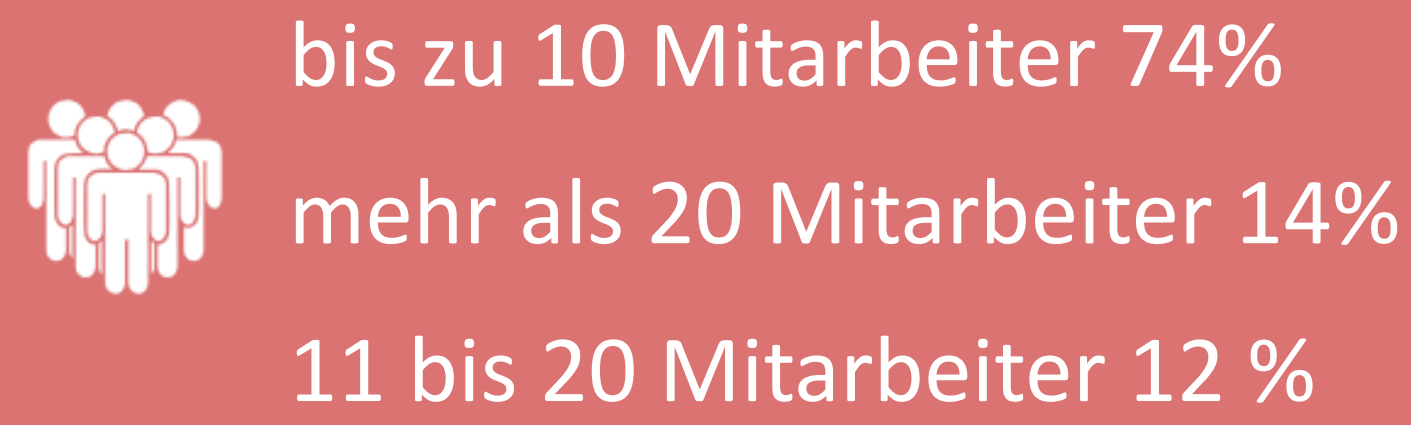 bis zu 10 Mitarbeiter 74%
mehr als 20 Mitarbeiter 14%
11 bis 20 Mitarbeiter 12 %